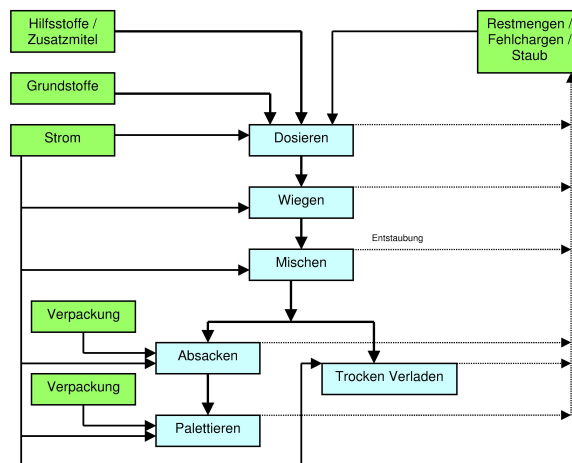 Hilfsstoffe /
Zusatzmitel
Restmengen /
Fehlchargen /
Staub
Grundstoffe
Strom
Dosieren
Wiegen
Entstaubung
Mischen
Verpackung
Absacken
Trocken Verladen
Verpackung
Palettieren